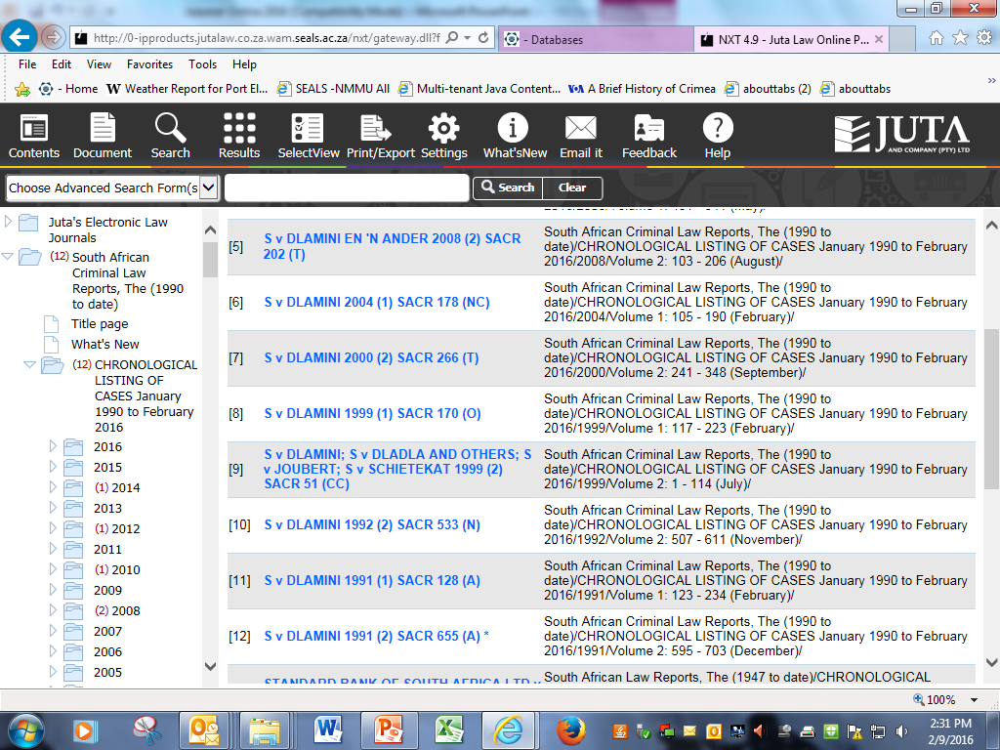 http://0-ipproducts.jutalaw.co.za.wam.seals.ac.za/nxt/gateway.dll?f
- Databases
NXT 4.9 - Juta Law Online P...
File Edit View Favorites Tools Help
- Home
W Weather Report for Port El...
SEALS -NMMU All
Multi-tenant Java Content...
VOA A Brief History of Crimea
abouttabs (2)
abouttabs
Contents Document Search Results SelectView Print/Export Settings What'sNew Email it Feedback Help
JUTA
AND COMPANY (PTY) LTD
Choose Advanced Search Form(s
Search Clear
Juta's Electronic Law
Journals
(12) South African
Criminal Law
Reports, The (1990
to date)
Title page
What's New
(12) CHRONOLOGICAL
LISTING OF
CASES January
1990 to February
2016
2016
2015
(1) 2014
2013
(1) 2012
2011
(1) 2010
2009
(2) 2008
2007
2006
2005
[5] S v DLAMINI EN 'N ANDER 2008 (2) SACR
202 (T)
South African Criminal Law Reports, The (1990 to
date)/CHRONOLOGICAL LISTING OF CASES January 1990 to February
2016/2008/Volume 2: 103 - 206 (August)/
[6] S v DLAMINI 2004 (1) SACR 178 (NC)
South African Criminal Law Reports, The (1990 to
date)/CHRONOLOGICAL LISTING OF CASES January 1990 to February
2016/2004/Volume 1: 105 - 190 (February)/
[7] S v DLAMINI 2000 (2) SACR 266 (T)
South African Criminal Law Reports, The (1990 to
date)/CHRONOLOGICAL LISTING OF CASES January 1990 to February
2016/2000/Volume 2: 241 - 348 (September)/
[8] S v DLAMINI 1999 (1) SACR 170 (O)
South African Criminal Law Reports, The (1990 to
date)/CHRONOLOGICAL LISTING OF CASES January 1990 to February
2016/1999/Volume 1: 117 - 223 (February)/
[9] S v DLAMINI; S v DLADLA AND OTHERS; S
v JOUBERT; S v SCHIETEKAT 1999 (2)
SACR 51 (CC)
South African Criminal Law Reports, The (1990 to
date)/CHRONOLOGICAL LISTING OF CASES January 1990 to February
2016/1999/Volume 2: 1 - 114 (July)/
[10] S v DLAMINI 1992 (2) SACR 533 (N)
South African Criminal Law Reports, The (1990 to
date)/CHRONOLOGICAL LISTING OF CASES January 1990 to February
2016/1992/Volume 2: 507 - 611 (November)/
[11] S v DLAMINI 1991 (1) SACR 128 (A)
South African Criminal Law Reports, The (1990 to
date)/CHRONOLOGICAL LISTING OF CASES January 1990 to February
2016/1991/Volume 1: 123 - 234 (February)/
[12] S v DLAMINI 1991 (2) SACR 655 (A) *
South African Criminal Law Reports, The (1990 to
date)/CHRONOLOGICAL LISTING OF CASES January 1990 to February
2016/1991/Volume 2: 595 - 703 (December)/
STANDARD BANK OF SOUTH AFRICA LTD v
South African Law Reports, The (1947 to date)/CHRONOLOGICAL
100%
2:31 PM
2/9/2016